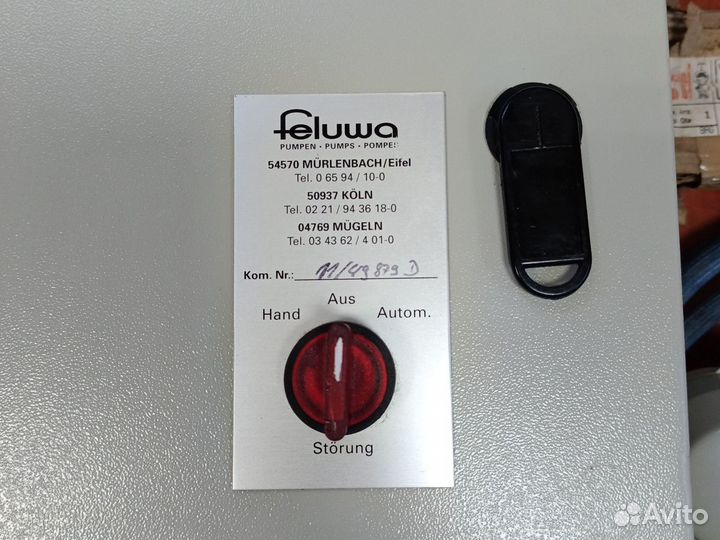 feluwa
PUMPEN · PUMPS · POMPES
54570 MÜRLENBACH/Eifel
Tel. 0 65 94 / 10-0
50937 KÖLN
Tel. 02 21 / 94 36 18-0
04769 MÜGELN
Tel. 03 43 62 / 4 01-0
Kom. Nr.: 11/49879 D
Aus
Hand Autom.
Störung
Avito